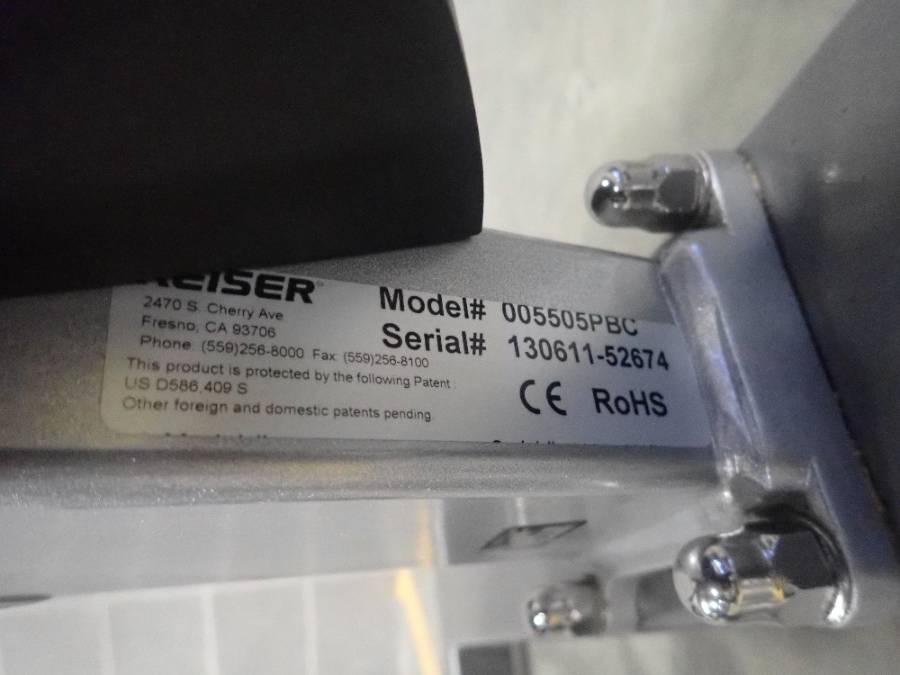 KEISER®
2470 S. Cherry Ave
Fresno, CA 93706
Phone: (559)256-8000 Fax: (559)256-8100
This product is protected by the following Patent:
US D586,409 S
Other foreign and domestic patents pending.
Model# 005505PBC
Serial# 130611-52674
CE RoHS